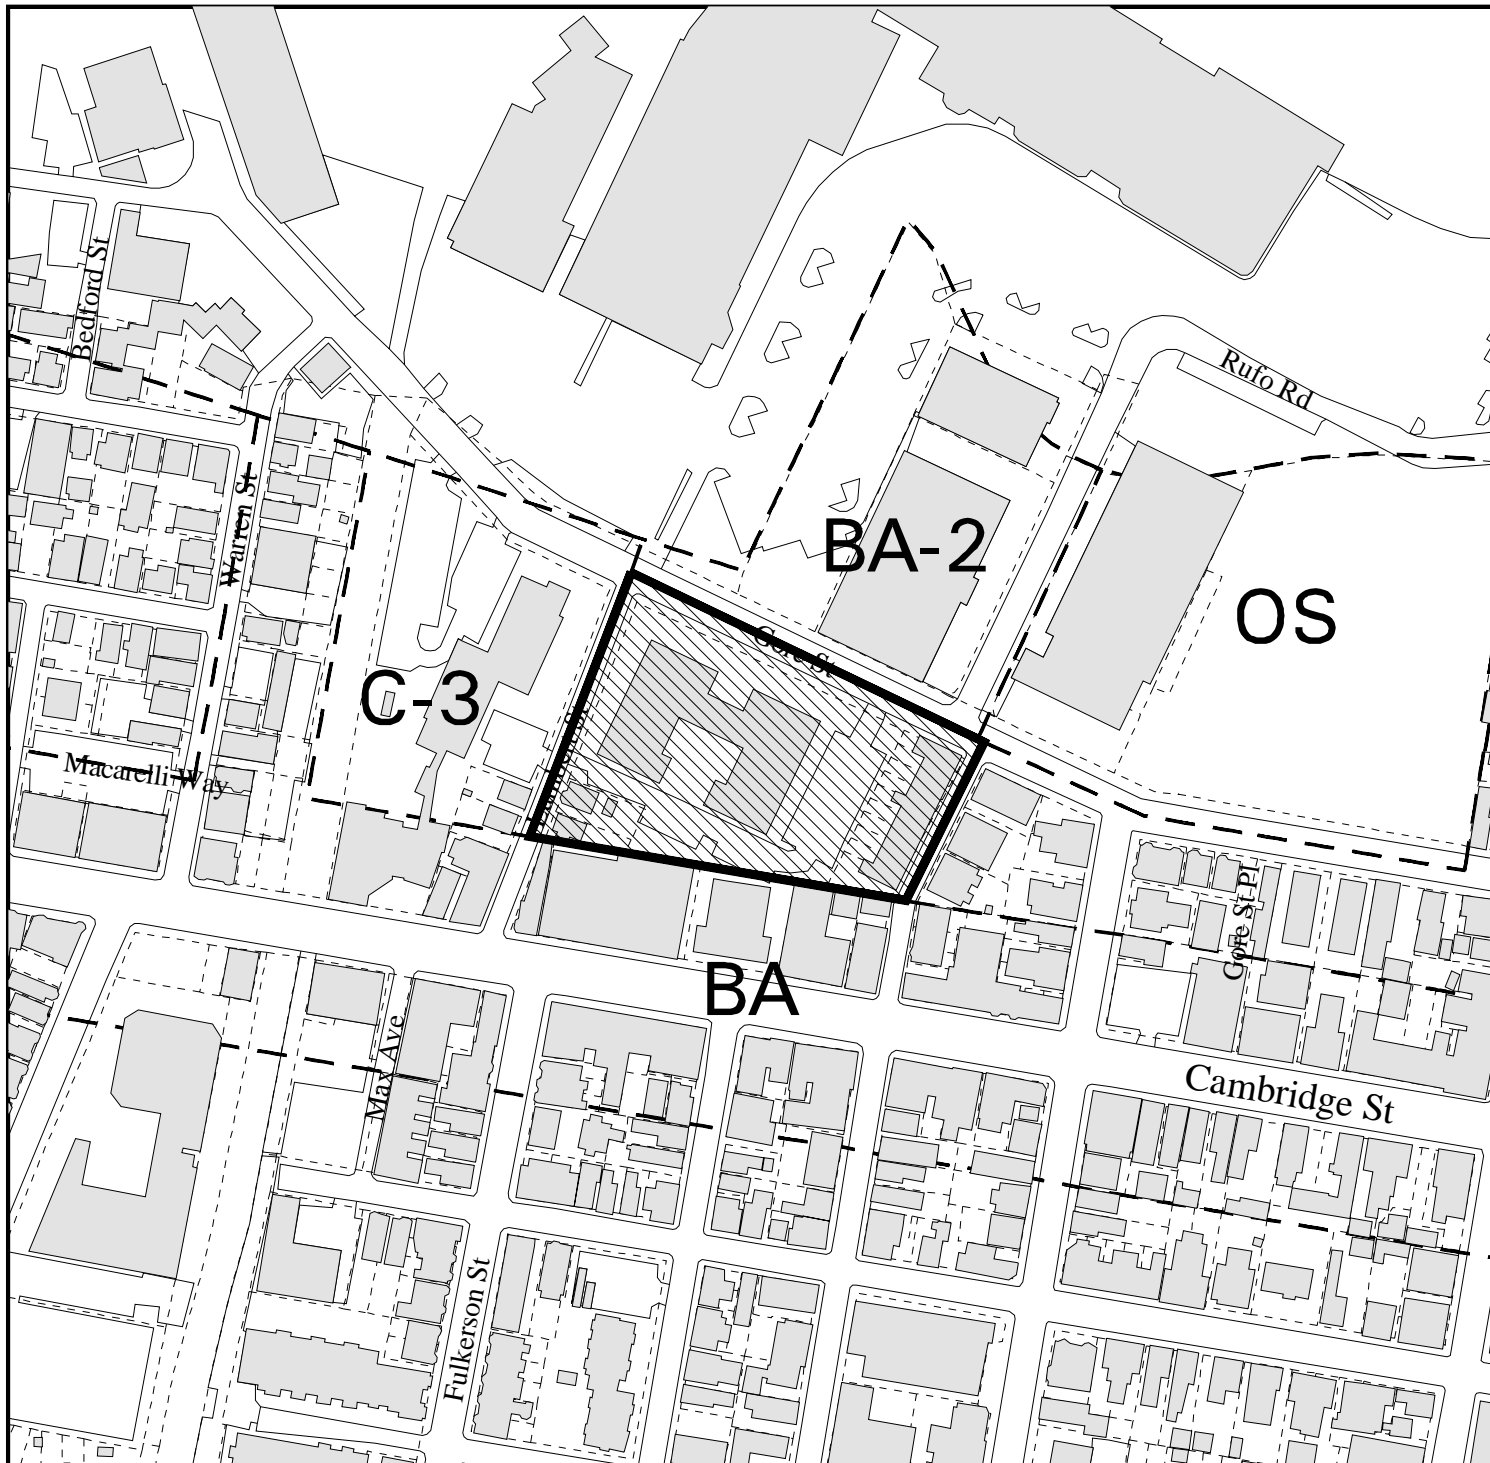 Bedford St
Rufo Rd
Warren St
BA-2
OS
Gore St
C-3
Macarelli Way
Gore St Pl
BA
Max Ave
Cambridge St
Fulkerson St